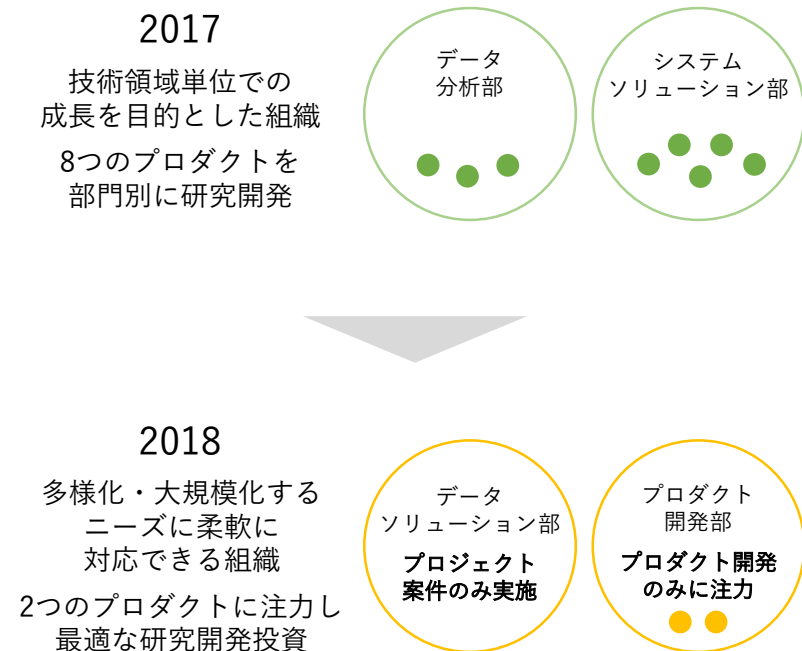 2017
技術領域単位での
成長を目的とした組織
8つのプロダクトを
部門別に研究開発
データ
分析部
システム
ソリューション部
2018
多様化・大規模化する
ニーズに柔軟に
対応できる組織
2つのプロダクトに注力し
最適な研究開発投資
データ
ソリューション部
プロジェクト
案件のみ実施
プロダクト
開発部
プロダクト開発
のみに注力